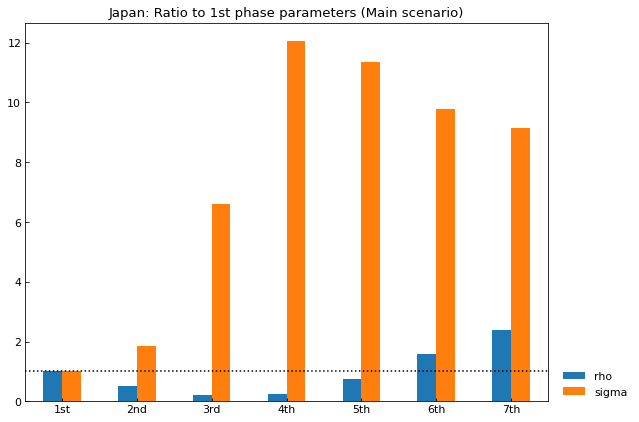 Japan: Ratio to 1st phase parameters (Main scenario)
12
10
8
6
4
2
0
1st 2nd 3rd 4th 5th 6th 7th
rho
sigma